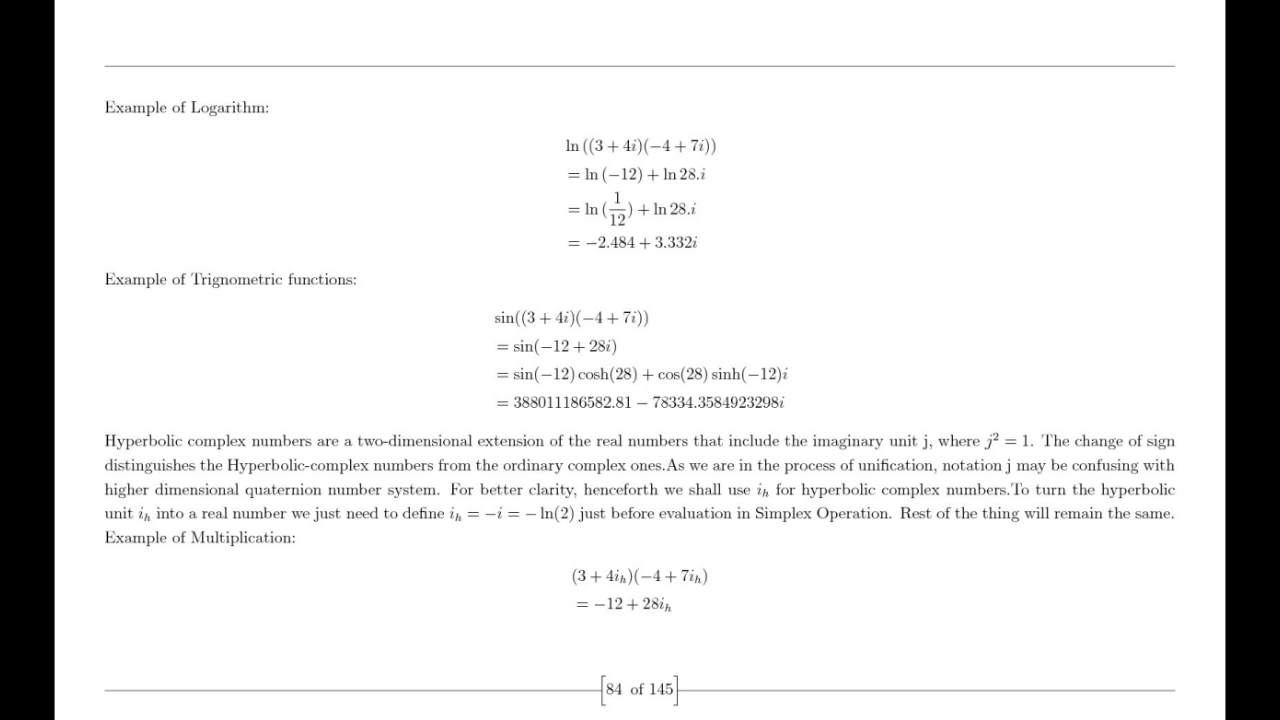 Example of Logarithm:
ln ((3 + 4i)(−4 + 7i))
= ln (−12) + ln 28.i
= ln (1/12) + ln 28.i
= −2.484 + 3.332i
Example of Trignometric functions:
sin((3 + 4i)(−4 + 7i))
= sin(−12 + 28i)
= sin(−12) cosh(28) + cos(28) sinh(−12)i
= 388011186582.81 − 78334.3584923298i
Hyperbolic complex numbers are a two-dimensional extension of the real numbers that include the imaginary unit j, where j² = 1. The change of sign
distinguishes the Hyperbolic-complex numbers from the ordinary complex ones.As we are in the process of unification, notation j may be confusing with
higher dimensional quaternion number system. For better clarity, henceforth we shall use iₕ for hyperbolic complex numbers.To turn the hyperbolic
unit iₕ into a real number we just need to define iₕ = −i = − ln(2) just before evaluation in Simplex Operation. Rest of the thing will remain the same.
Example of Multiplication:
(3 + 4iₕ)(−4 + 7iₕ)
= −12 + 28iₕ
[84 of 145]